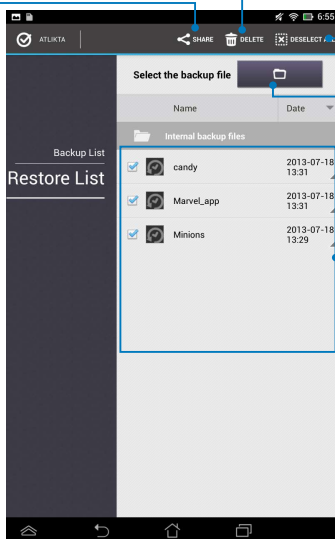 6:55
ATLIKTA
SHARE
DELETE
DESELECT ALL
Select the backup file
Name
Date
Internal backup files
Backup List
Restore List
candy
2013-07-18
13:31
Marvel_app
2013-07-18
13:31
Minions
2013-07-18
13:29